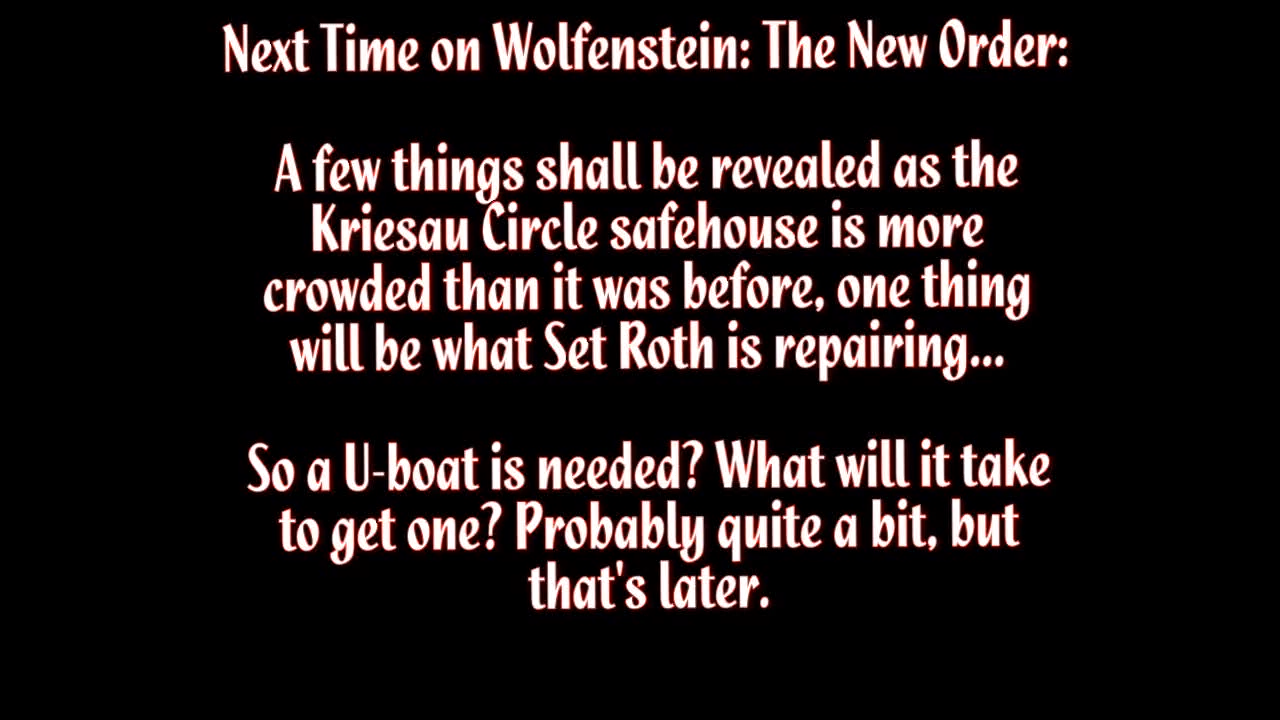 Next Time on Wolfenstein: The New Order:
A few things shall be revealed as the
Kriesau Circle safehouse is more
crowded than it was before, one thing
will be what Set Roth is repairing...
So a U-boat is needed? What will it take
to get one? Probably quite a bit, but
that's later.